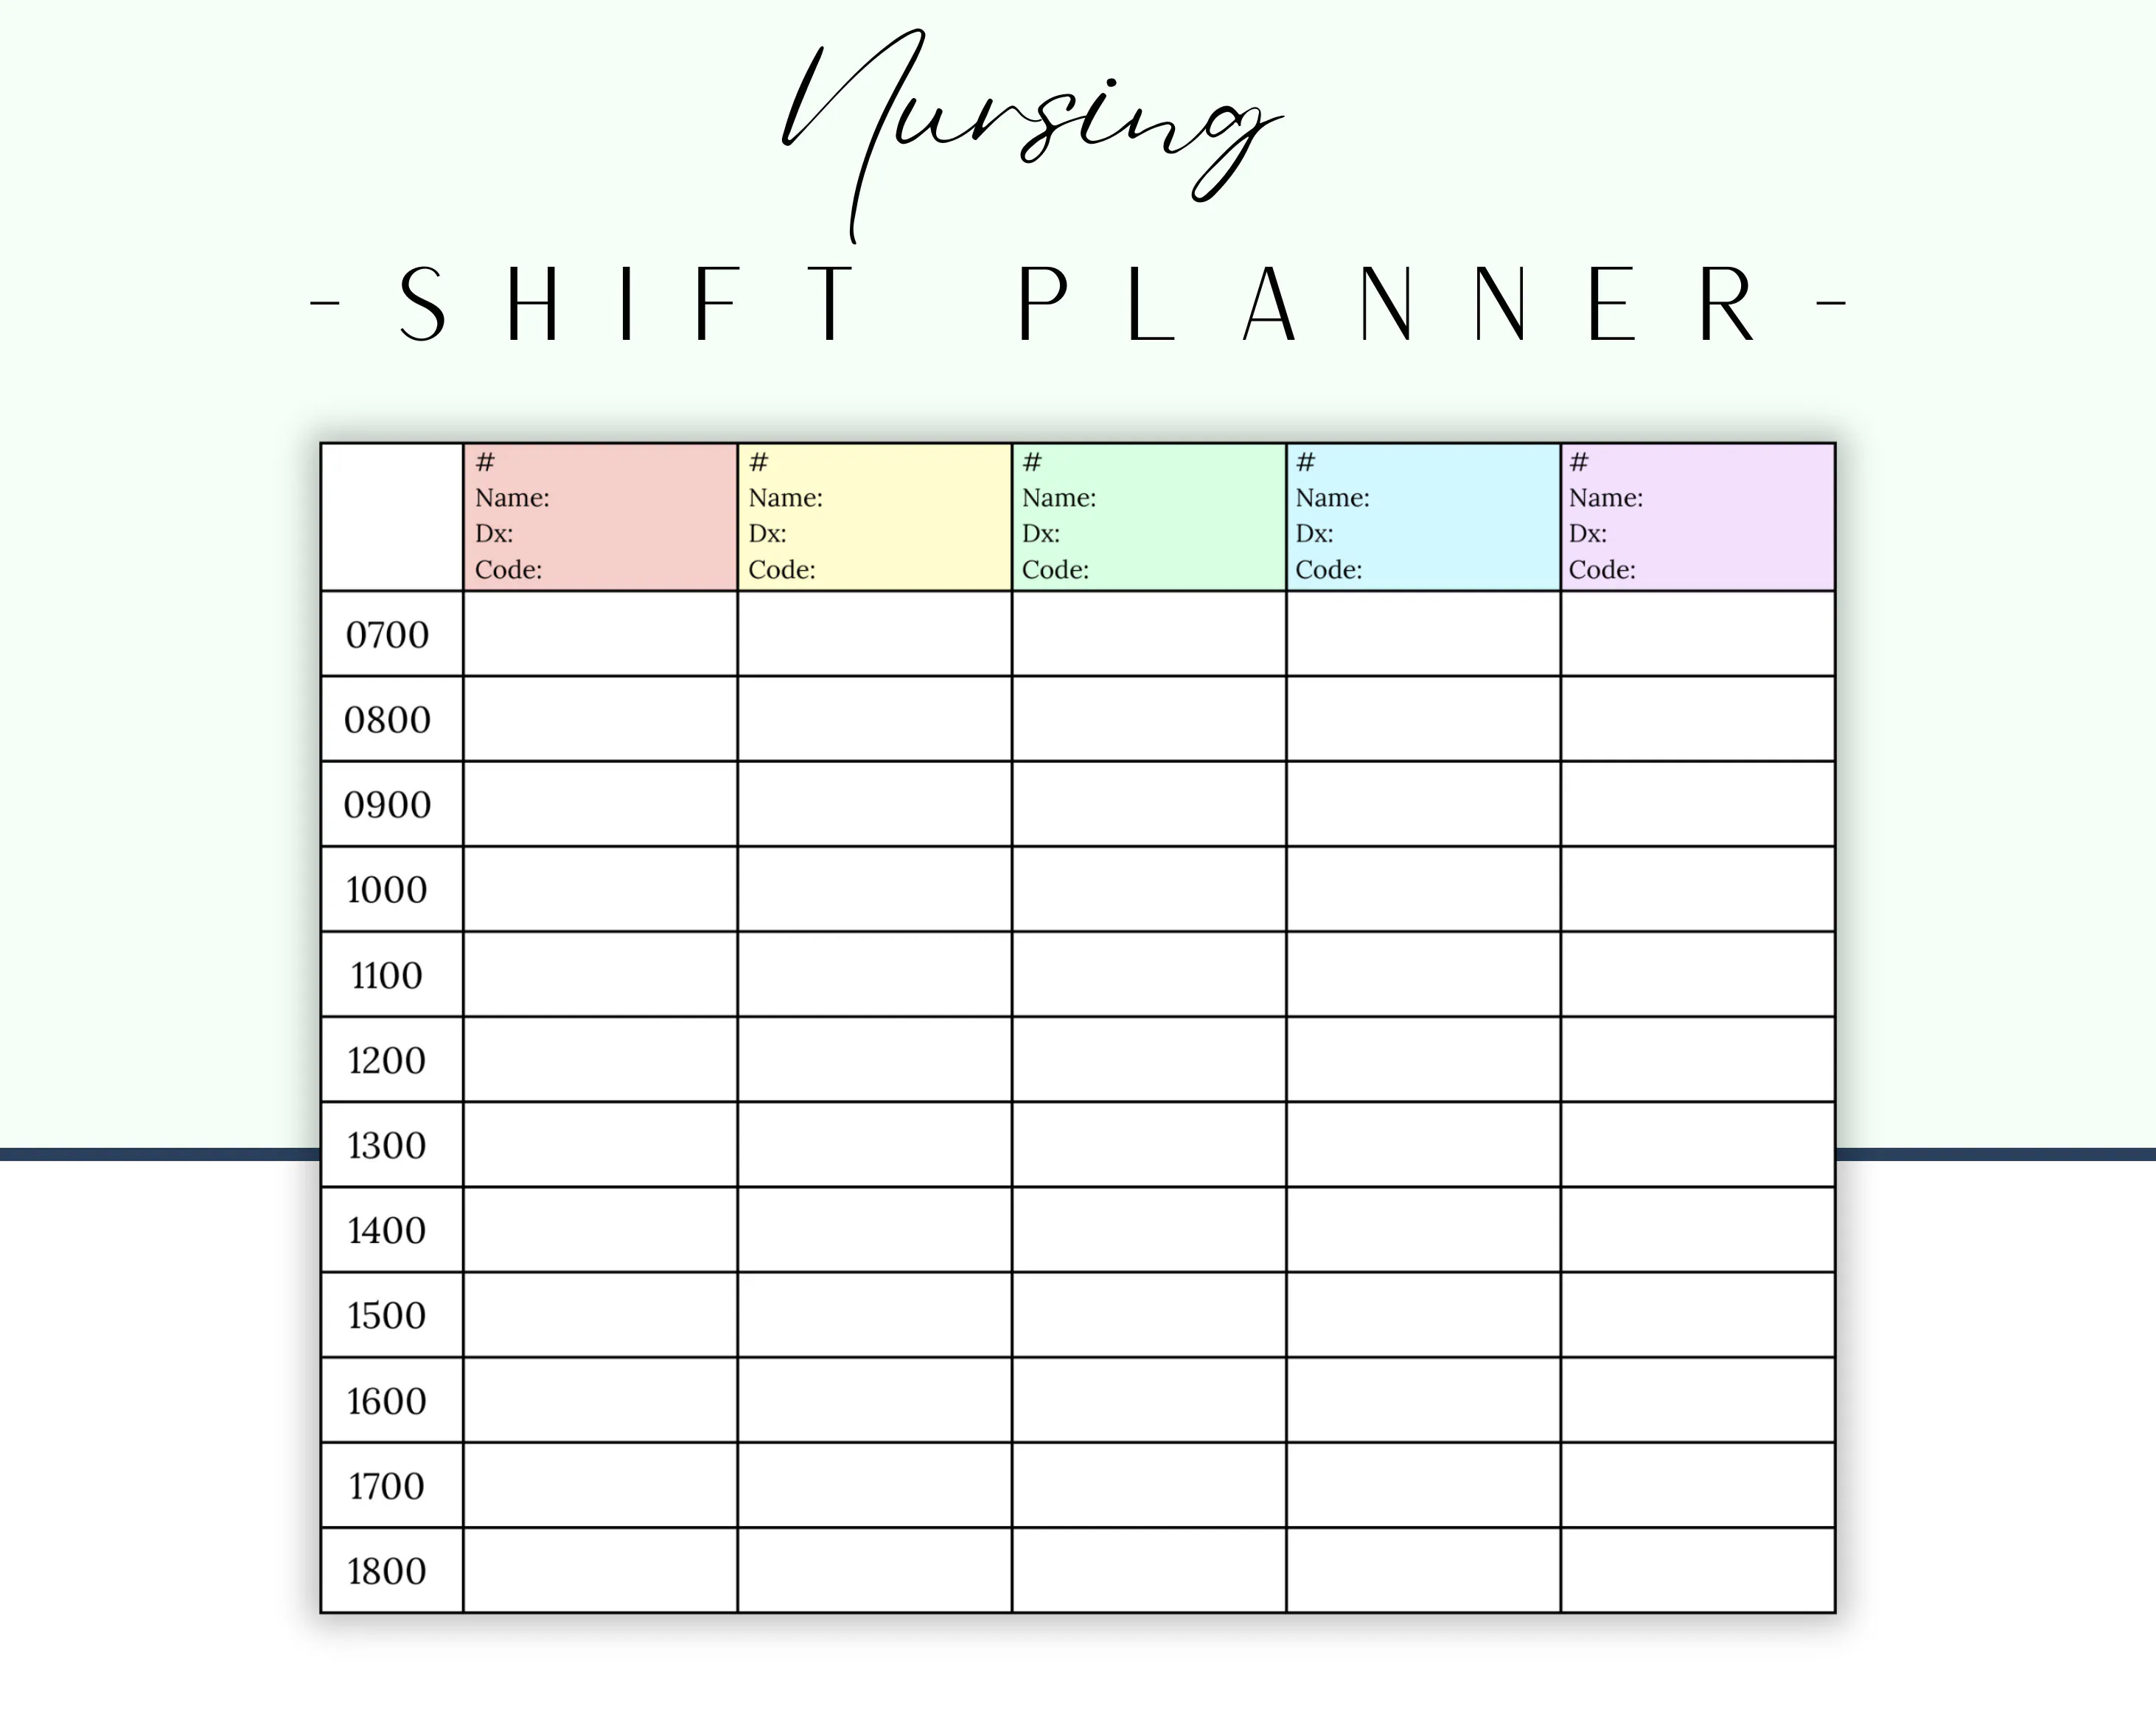 Nursing
- SHIFT PLANNER -
# # # # #
Name: Name: Name: Name: Name:
Dx: Dx: Dx: Dx: Dx:
Code: Code: Code: Code: Code:
0700
0800
0900
1000
1100
1200
1300
1400
1500
1600
1700
1800